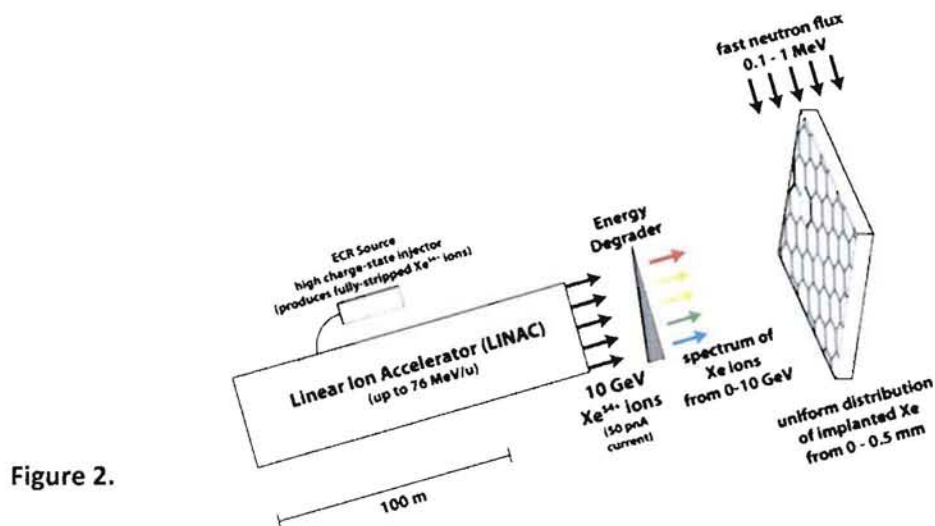 fast neutron flux
0.1 - 1 MeV
ECR Source
high charge-state injector
(produces fully-stripped Xe⁵⁴⁺ ions)
Energy
Degrader
Linear Ion Accelerator (LINAC)
(up to 76 MeV/u)
10 GeV
Xe⁵⁴⁺ ions
(50 pnA
current)
spectrum of
Xe ions
from 0-10 GeV
uniform distribution
of implanted Xe
from 0 - 0.5 mm
100 m
Figure 2.